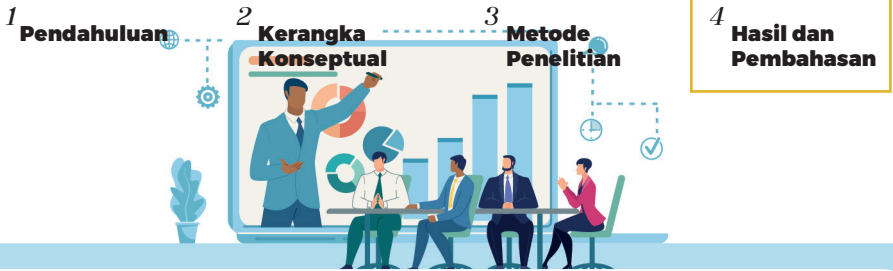 1 Pendahuluan
2 Kerangka
Konseptual
3 Metode
Penelitian
4 Hasil dan
Pembahasan